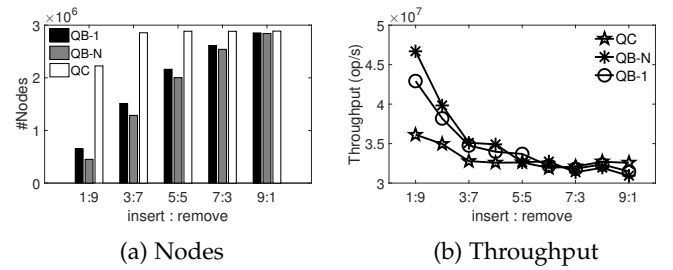 ×10^6
3
2
1
0
#Nodes
QB-1
QB-N
QC
1:9 3:7 5:5 7:3 9:1
insert : remove
(a) Nodes
×10^7
5
4.5
4
3.5
3
Throughput (op/s)
QC
QB-N
QB-1
1:9 3:7 5:5 7:3 9:1
insert : remove
(b) Throughput